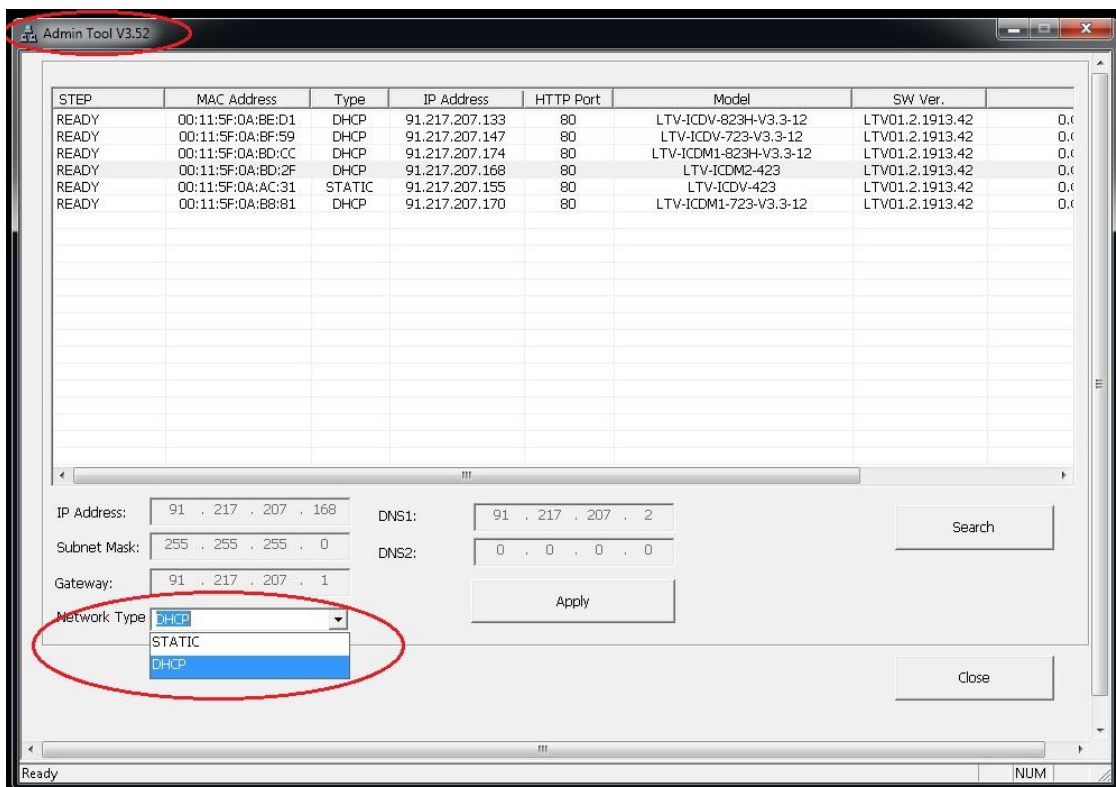 Admin Tool V3.52
STEP MAC Address Type IP Address HTTP Port Model SW Ver.
READY 00:11:5F:0A:BE:D1 DHCP 91.217.207.133 80 LTV-ICDV-823H-V3.3-12 LTV01.2.1913.42 0.
READY 00:11:5F:0A:BF:59 DHCP 91.217.207.147 80 LTV-ICDV-723-V3.3-12 LTV01.2.1913.42 0.
READY 00:11:5F:0A:BD:CC DHCP 91.217.207.174 80 LTV-ICDM1-823H-V3.3-12 LTV01.2.1913.42 0.
READY 00:11:5F:0A:BD:2F DHCP 91.217.207.168 80 LTV-ICDM2-423 LTV01.2.1913.42 0.
READY 00:11:5F:0A:AC:31 STATIC 91.217.207.155 80 LTV-ICDV-423 LTV01.2.1913.42 0.
READY 00:11:5F:0A:B8:81 DHCP 91.217.207.170 80 LTV-ICDM1-723-V3.3-12 LTV01.2.1913.42 0.
IP Address: 91 . 217 . 207 . 168 DNS1: 91 . 217 . 207 . 2
Search
Subnet Mask: 255 . 255 . 255 . 0 DNS2: 0 . 0 . 0 . 0
Gateway: 91 . 217 . 207 . 1
Apply
Network Type DHCP
STATIC
DHCP
Close
Ready NUM